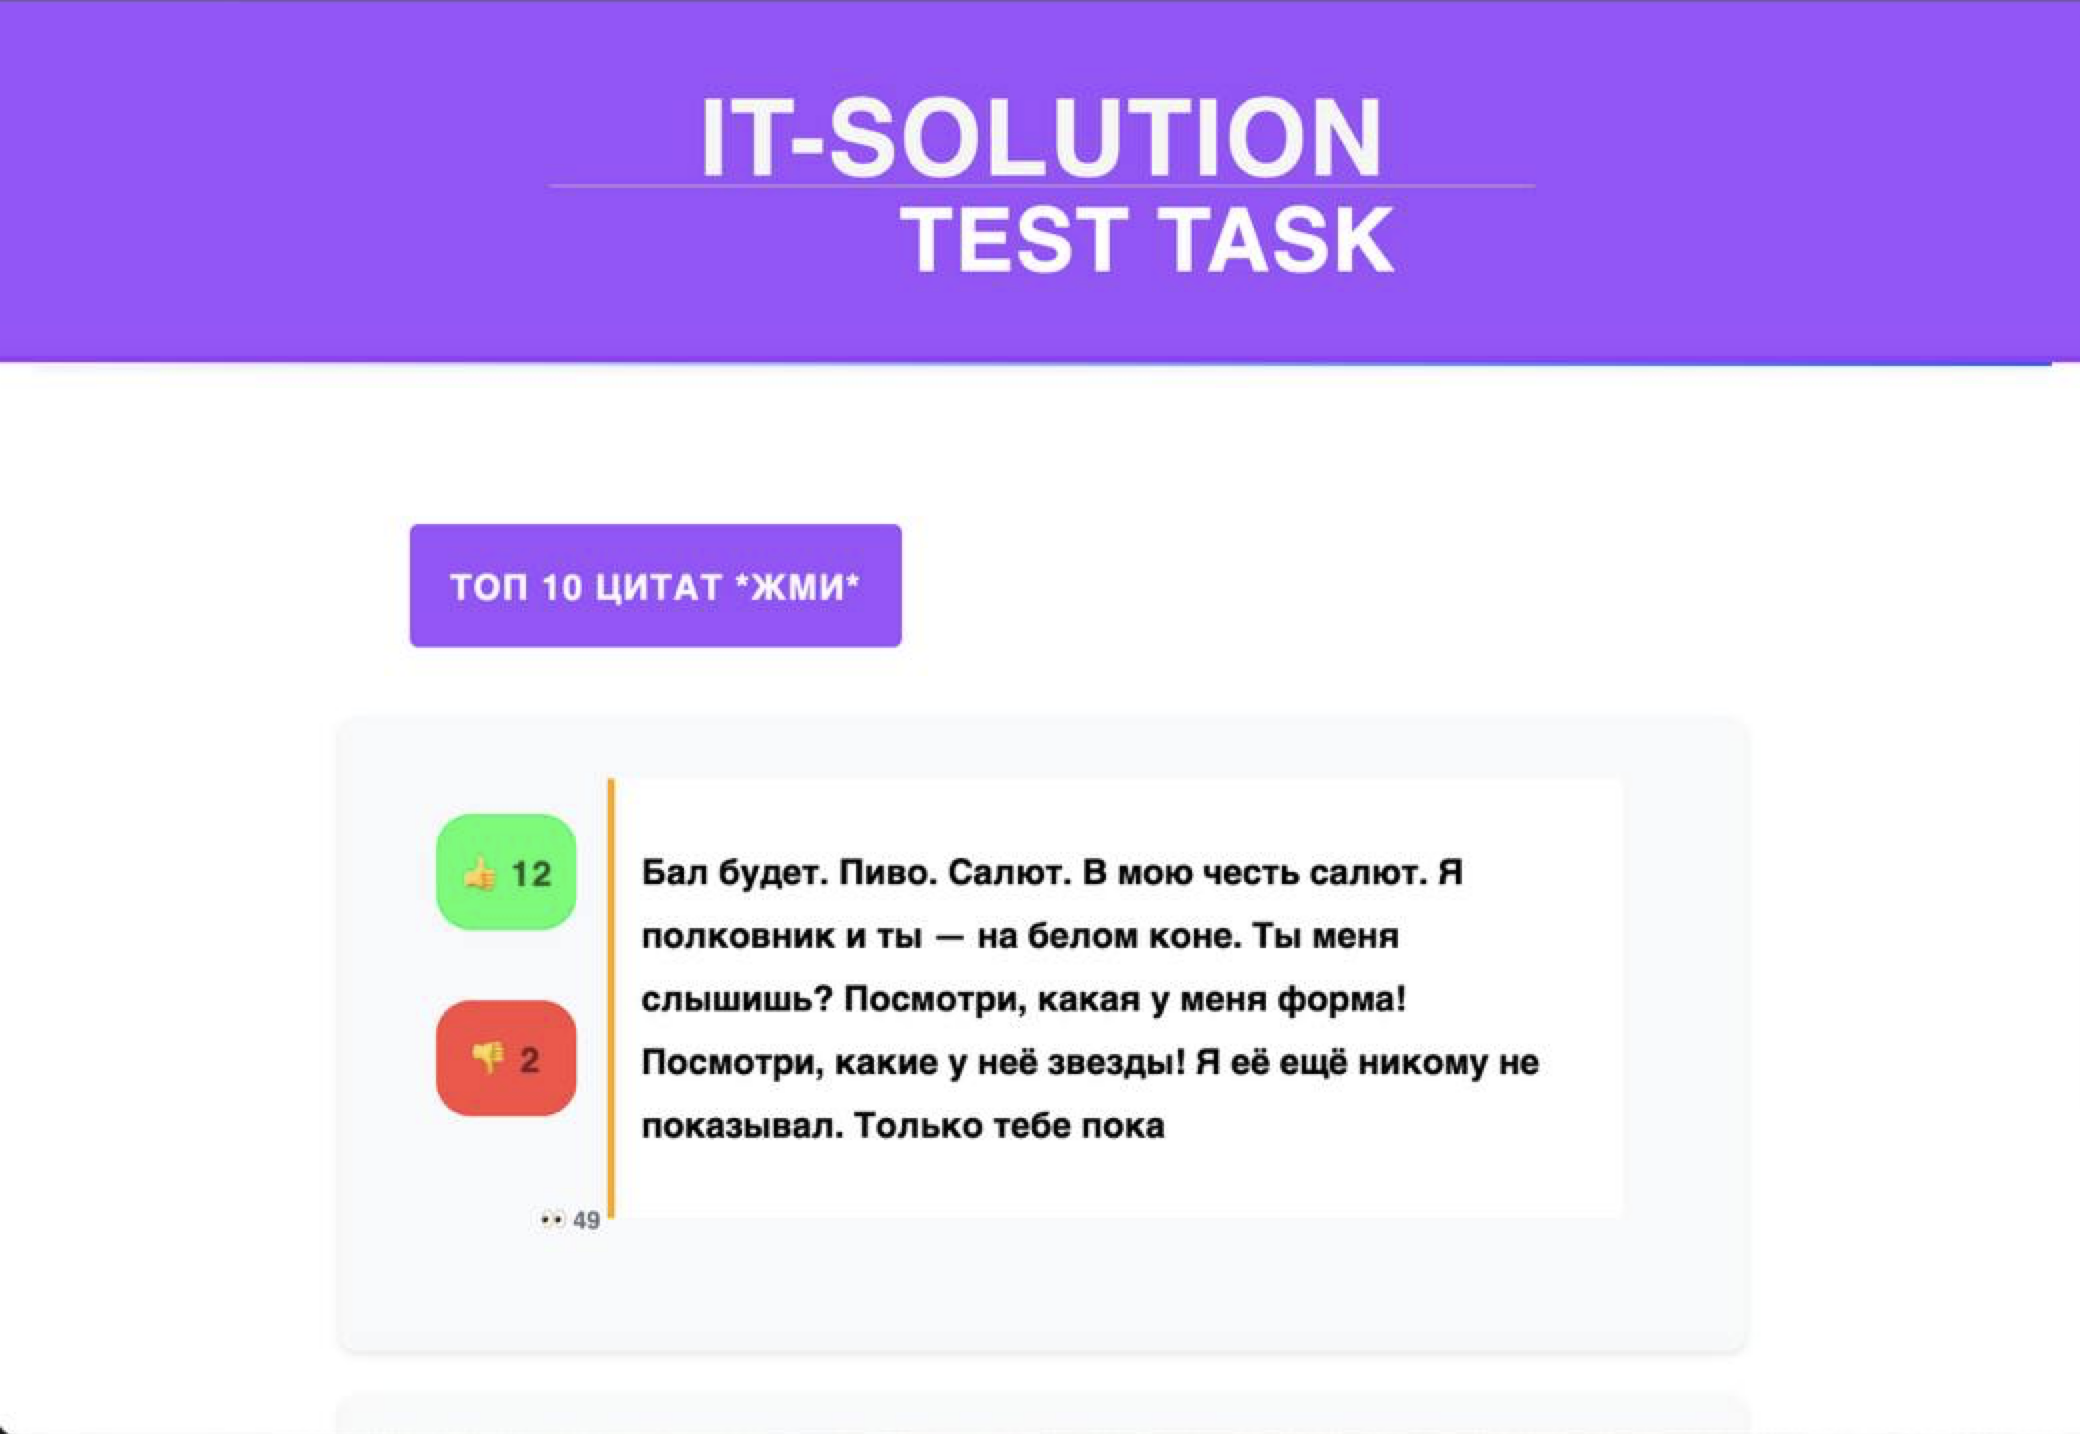 IT-SOLUTION
TEST TASK
ТОП 10 ЦИТАТ *ЖМИ*
👍 12
Бал будет. Пиво. Салют. В мою честь салют. Я
полковник и ты — на белом коне. Ты меня
слышишь? Посмотри, какая у меня форма!
Посмотри, какие у неё звезды! Я её ещё никому не
показывал. Только тебе пока
👎 2
👀 49